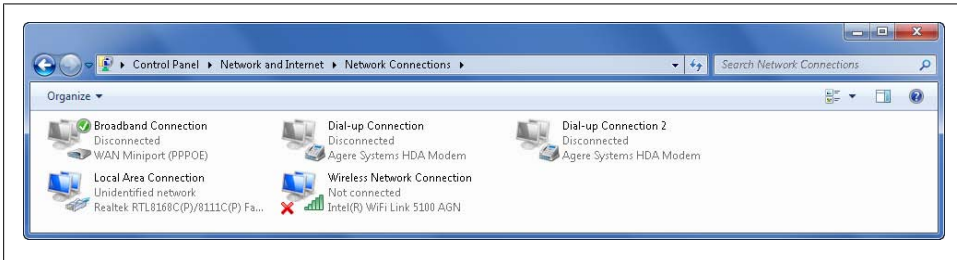 Control Panel ▸ Network and Internet ▸ Network Connections ▸
Search Network Connections
Organize
Broadband Connection
Disconnected
WAN Miniport (PPPOE)
Dial-up Connection
Disconnected
Agere Systems HDA Modem
Dial-up Connection 2
Disconnected
Agere Systems HDA Modem
Local Area Connection
Unidentified network
Realtek RTL8168C(P)/8111C(P) Fa...
Wireless Network Connection
Not connected
Intel(R) WiFi Link 5100 AGN